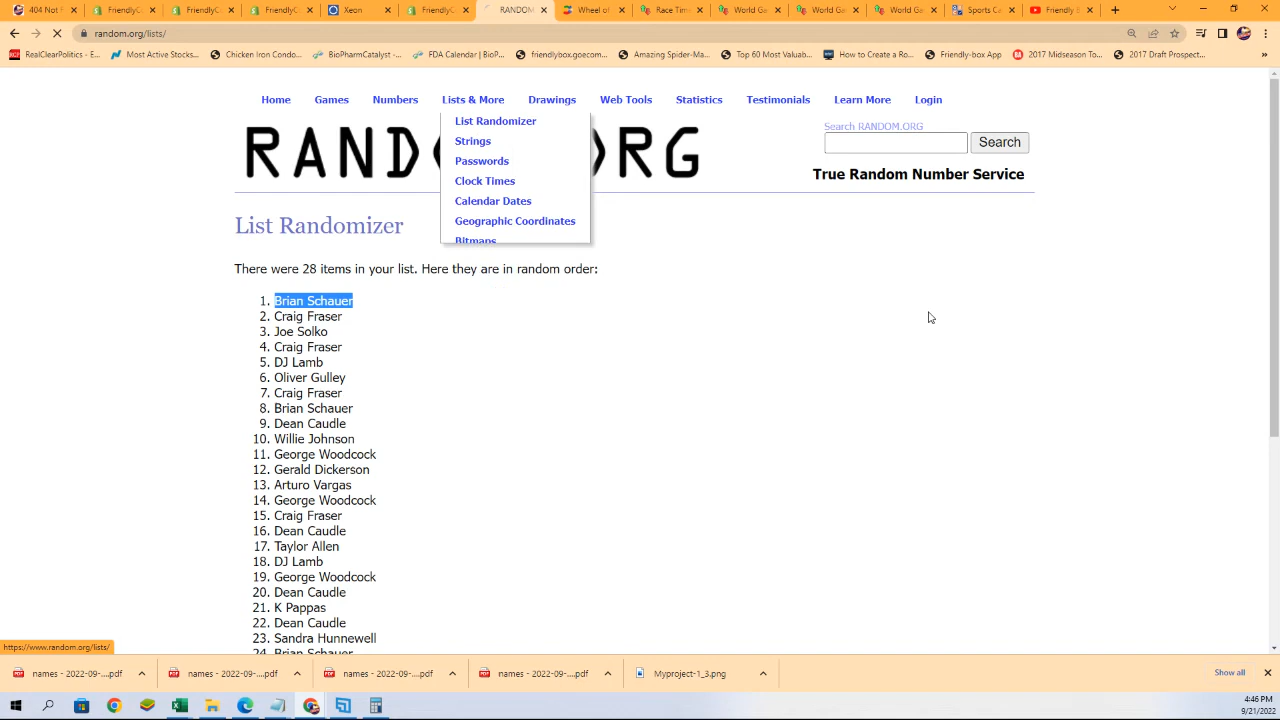 404 Not F
FriendlyC
FriendlyC
FriendlyC
Xeon
FriendlyC
RANDOM
Wheel of
Race Time
World Ga
World Ga
World Ga
Sports Ca
Friendly B
random.org/lists/
RealClearPolitics - E...
Most Active Stocks...
Chicken Iron Condo...
BioPharmCatalyst -...
FDA Calendar | BioP...
friendlybox.goecom...
Amazing Spider-Ma...
Top 60 Most Valuab...
How to Create a Ro...
Friendly-box App
2017 Midseason To...
2017 Draft Prospect...
Home Games Numbers Lists & More Drawings Web Tools Statistics Testimonials Learn More Login
List Randomizer
Strings
Passwords
Clock Times
Calendar Dates
Geographic Coordinates
Bitmaps
RAND RG
Search RANDOM.ORG
Search
True Random Number Service
List Randomizer
There were 28 items in your list. Here they are in random order:
1. Brian Schauer
2. Craig Fraser
3. Joe Solko
4. Craig Fraser
5. DJ Lamb
6. Oliver Gulley
7. Craig Fraser
8. Brian Schauer
9. Dean Caudle
10. Willie Johnson
11. George Woodcock
12. Gerald Dickerson
13. Arturo Vargas
14. George Woodcock
15. Craig Fraser
16. Dean Caudle
17. Taylor Allen
18. DJ Lamb
19. George Woodcock
20. Dean Caudle
21. K Pappas
22. Dean Caudle
23. Sandra Hunnewell
24. Brian Schauer
https://www.random.org/lists/
names - 2022-09-....pdf
names - 2022-09-....pdf
names - 2022-09-....pdf
names - 2022-09-....pdf
Myproject-1_3.png
Show all
4:46 PM
9/21/2022